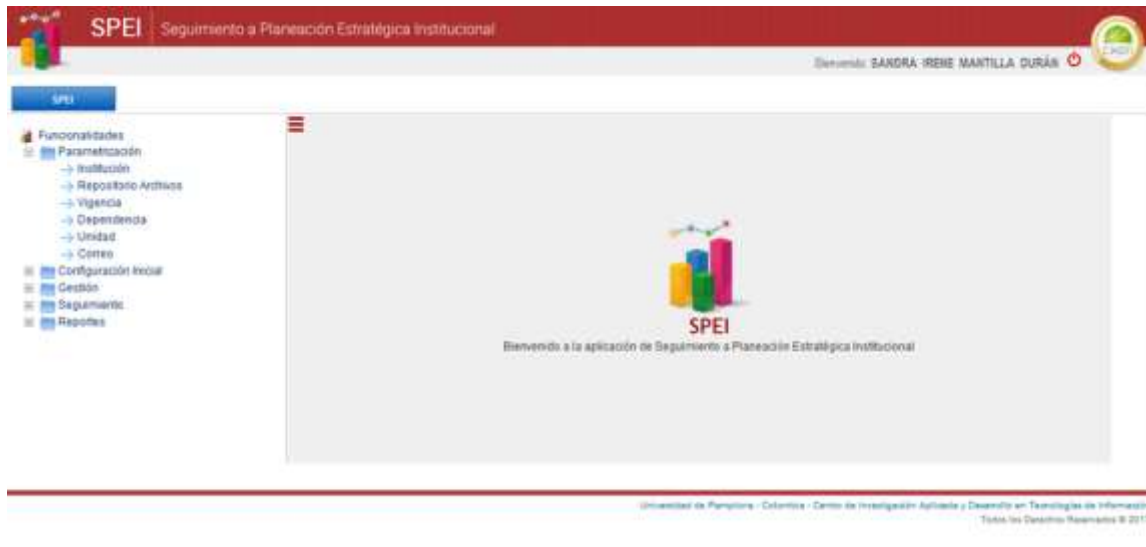 SPEI Seguimiento a Planeación Estratégica Institucional
Bienvenido: SANDRA IRENE MANTILLA DURÁN
SPEI
Funcionalidades
Parametrización
Institución
Repositorio Archivos
Vigencia
Dependencia
Unidad
Correo
Configuración Inicial
Gestión
Seguimiento
Reportes
SPEI
Bienvenido a la aplicación de Seguimiento a Planeación Estratégica Institucional
Universidad de Pamplona - Colombia - Centro de Investigación Aplicada y Desarrollo en Tecnologías de Informació
Todos los Derechos Reservados © 201